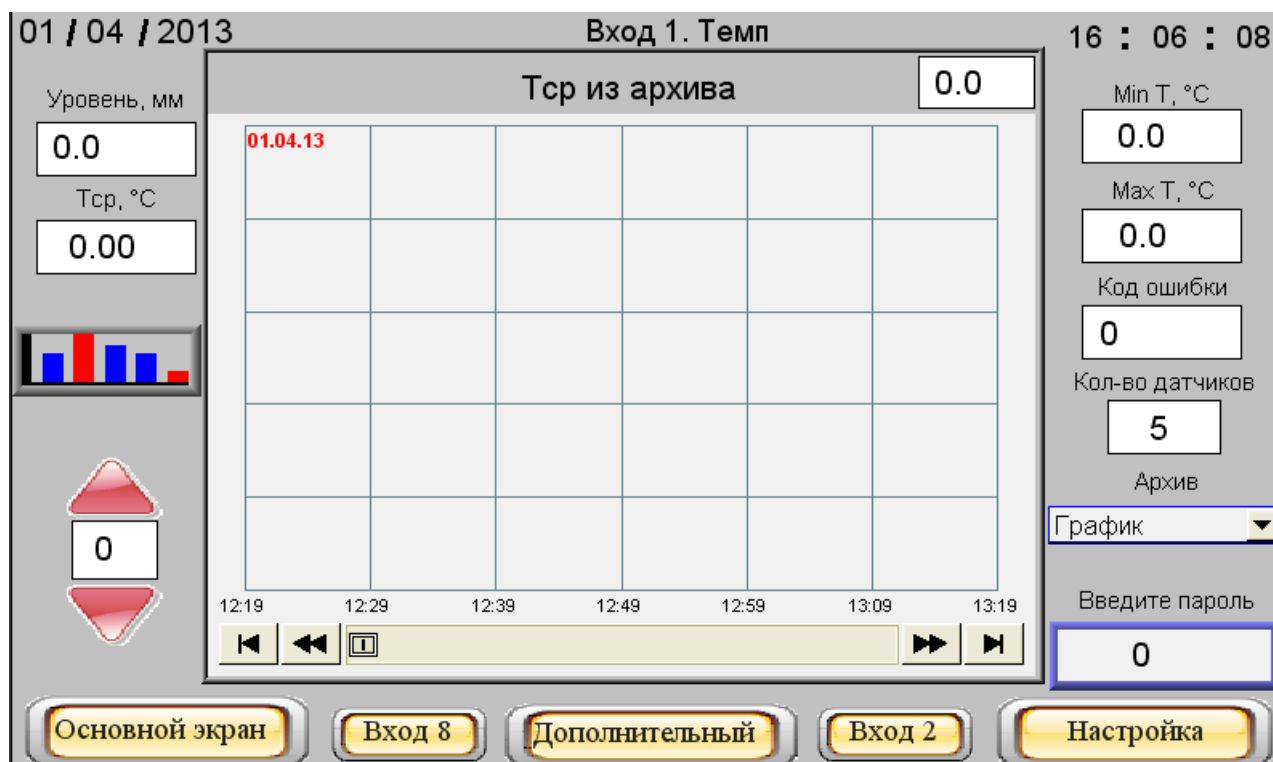 01 / 04 / 2013
Вход 1. Темп
16 : 06 : 08
Тср из архива
0.0
Уровень, мм
0.0
Тср, °C
0.00
0
01.04.13
12:19 12:29 12:39 12:49 12:59 13:09 13:19
Min T, °C
0.0
Max T, °C
0.0
Код ошибки
0
Кол-во датчиков
5
Архив
График
Введите пароль
0
Основной экран
Вход 8
Дополнительный
Вход 2
Настройка